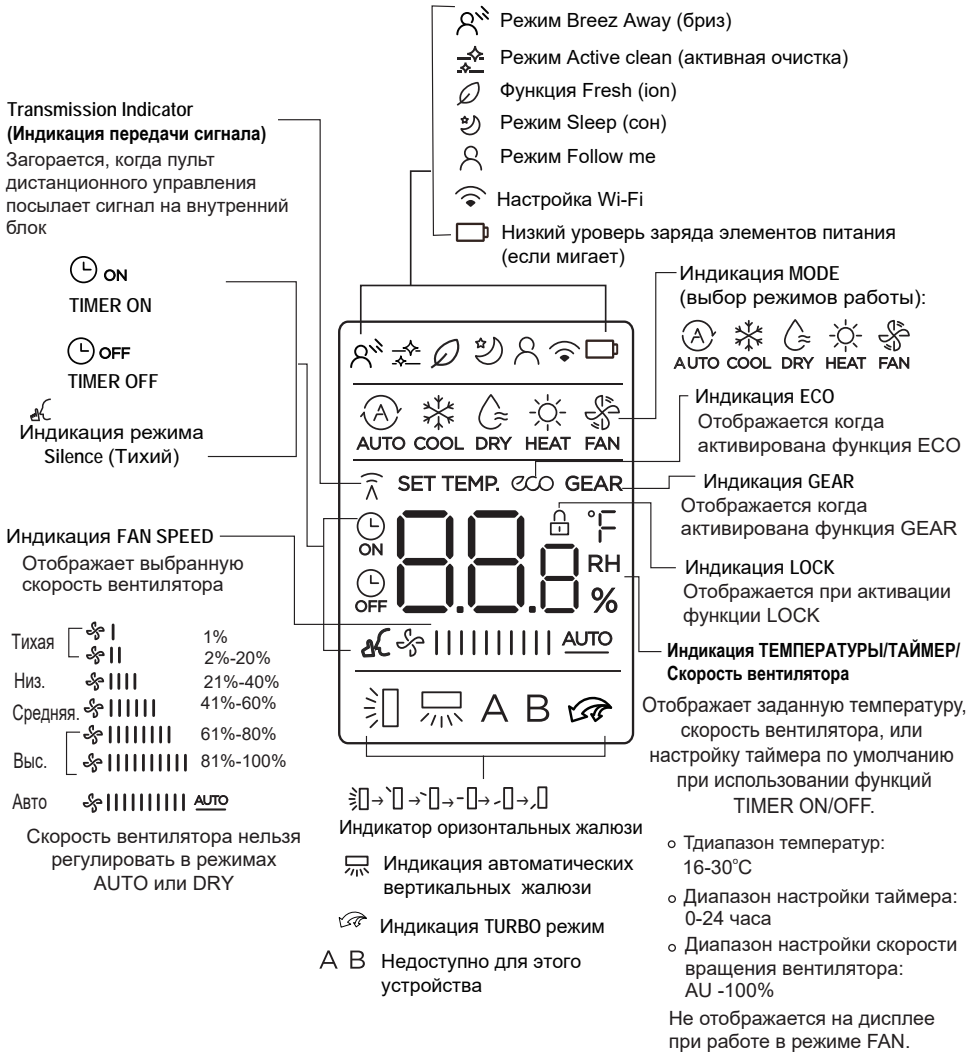 Режим Breez Away (бриз)
Режим Active clean (активная очистка)
Функция Fresh (ion)
Режим Sleep (сон)
Режим Follow me
Настройка Wi-Fi
Низкий уроверь заряда элементов питания
(если мигает)
Transmission Indicator
(Индикация передачи сигнала)
Загорается, когда пульт
дистанционного управления
посылает сигнал на внутренний
блок
ON
TIMER ON
OFF
TIMER OFF
Индикация режима
Silence (Тихий)
Индикация FAN SPEED
Отображает выбранную
скорость вентилятора
Тихая
1%
2%-20%
Низ. 21%-40%
Средняя. 41%-60%
61%-80%
Выс.
81%-100%
Авто AUTO
Скорость вентилятора нельзя
регулировать в режимах
AUTO или DRY
A
AUTO COOL DRY HEAT FAN
SET TEMP. eco GEAR
ON
88.8 °F
OFF
RH
%
AUTO
A B
Индикатор оризонтальных жалюзи
Индикация автоматических
вертикальных жалюзи
Индикация TURBO режим
A B Недоступно для этого
устройства
Индикация MODE
(выбор режимов работы):
A
AUTO COOL DRY HEAT FAN
Индикация ECO
Отображается когда
активирована функция ECO
Индикация GEAR
Отображается когда
активирована функция GEAR
Индикация LOCK
Отображается при активации
функции LOCK
Индикация ТЕМПЕРАТУРЫ/ТАЙМЕР/
Скорость вентилятора
Отображает заданную температуру,
скорость вентилятора, или
настройку таймера по умолчанию
при использовании функций
TIMER ON/OFF.
Тдиапазон температур:
16-30°C
Диапазон настройки таймера:
0-24 часа
Диапазон настройки скорости
вращения вентилятора:
AU -100%
Не отображается на дисплее
при работе в режиме FAN.